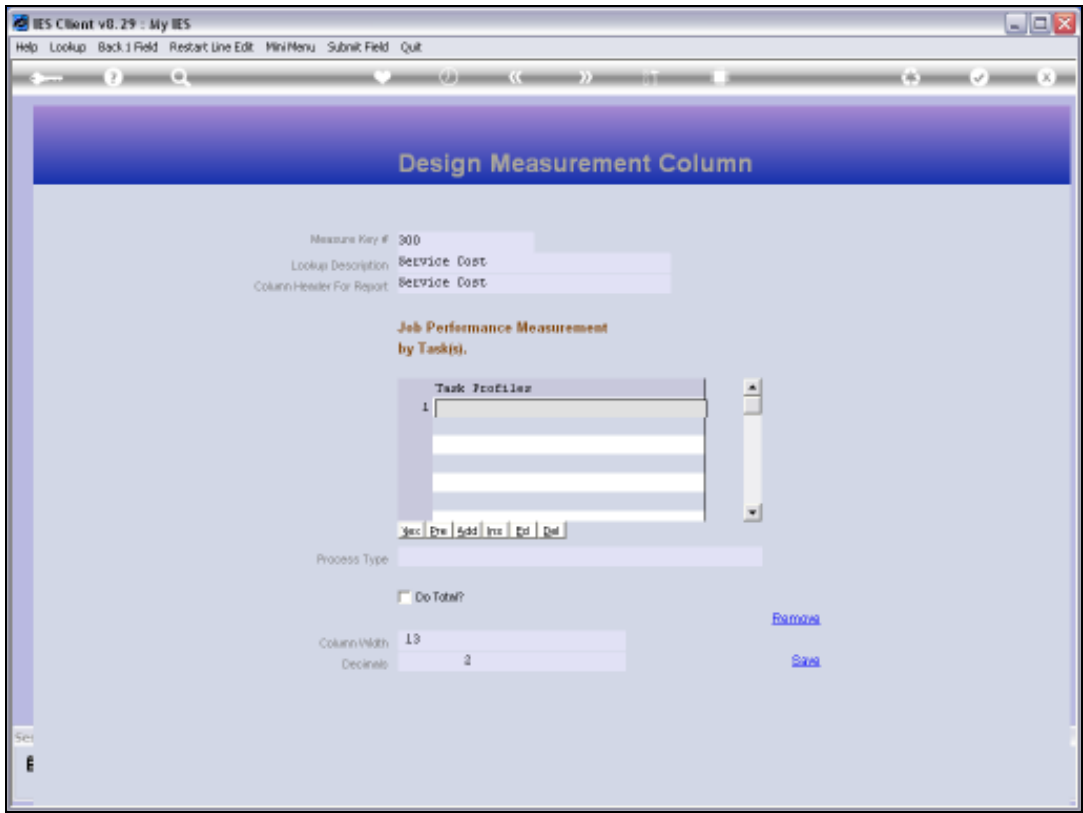 IES Client v8.29 : My IES
Help Lookup Back 1 Field Restart Line Edit MiniMenu Submit Field Quit
Design Measurement Column
Measure Key # 300
Lookup Description Service Cost
Column Header For Report Service Cost
Job Performance Measurement
by Task(s).
Task Profiles
1
Nex Pre Add Ins Ed Del
Process Type
Do Total?
Remove
Column Width 13
Decimals 2
Save